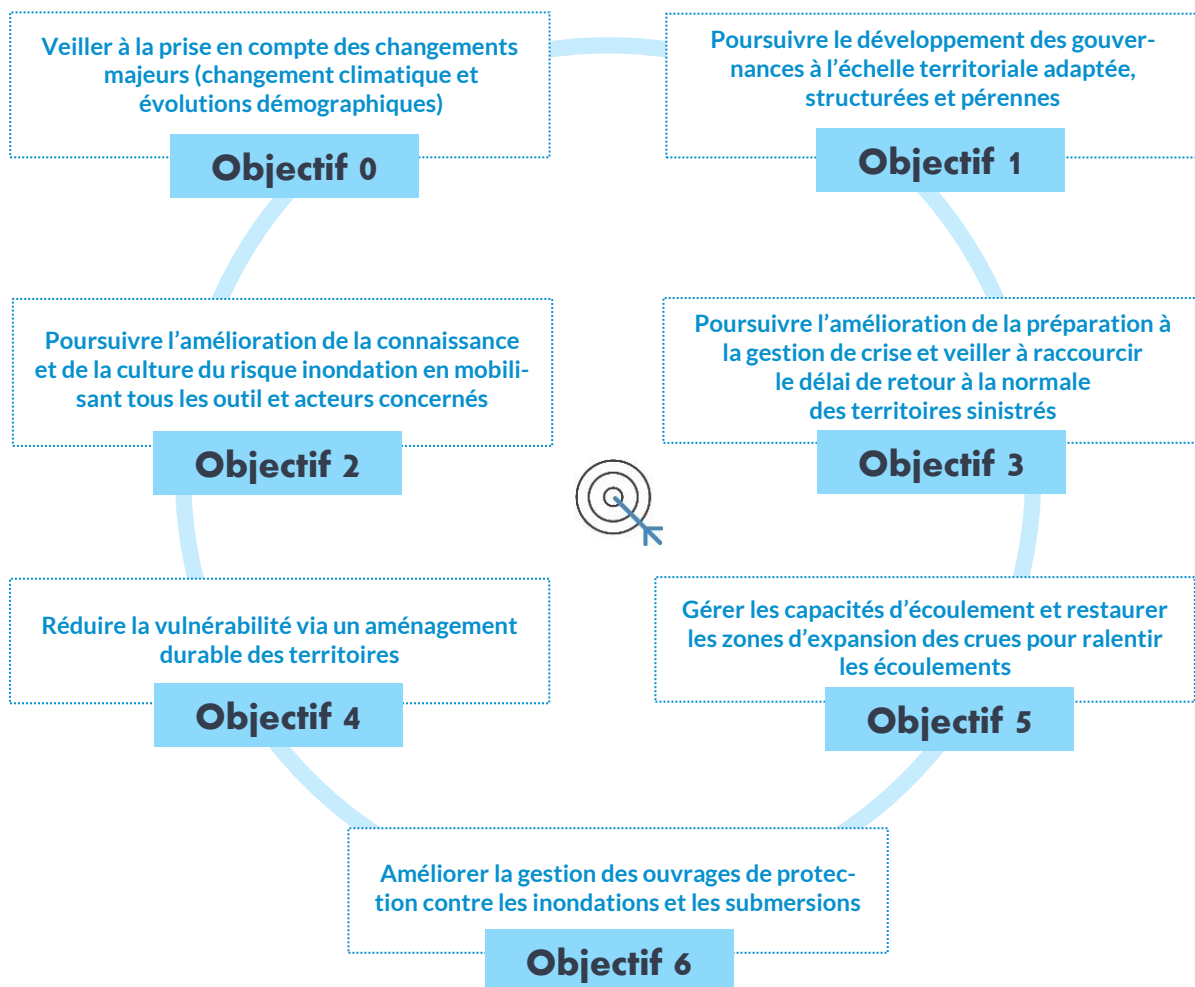 Veiller à la prise en compte des changements
majeurs (changement climatique et
évolutions démographiques)
Objectif 0
Poursuivre le développement des gouver-
nances à l'échelle territoriale adaptée,
structurées et pérennes
Objectif 1
Poursuivre l'amélioration de la connaissance
et de la culture du risque inondation en mobili-
sant tous les outil et acteurs concernés
Objectif 2
Poursuivre l'amélioration de la préparation à
la gestion de crise et veiller à raccourcir
le délai de retour à la normale
des territoires sinistrés
Objectif 3
Réduire la vulnérabilité via un aménagement
durable des territoires
Objectif 4
Gérer les capacités d'écoulement et restaurer
les zones d'expansion des crues pour ralentir
les écoulements
Objectif 5
Améliorer la gestion des ouvrages de protec-
tion contre les inondations et les submersions
Objectif 6